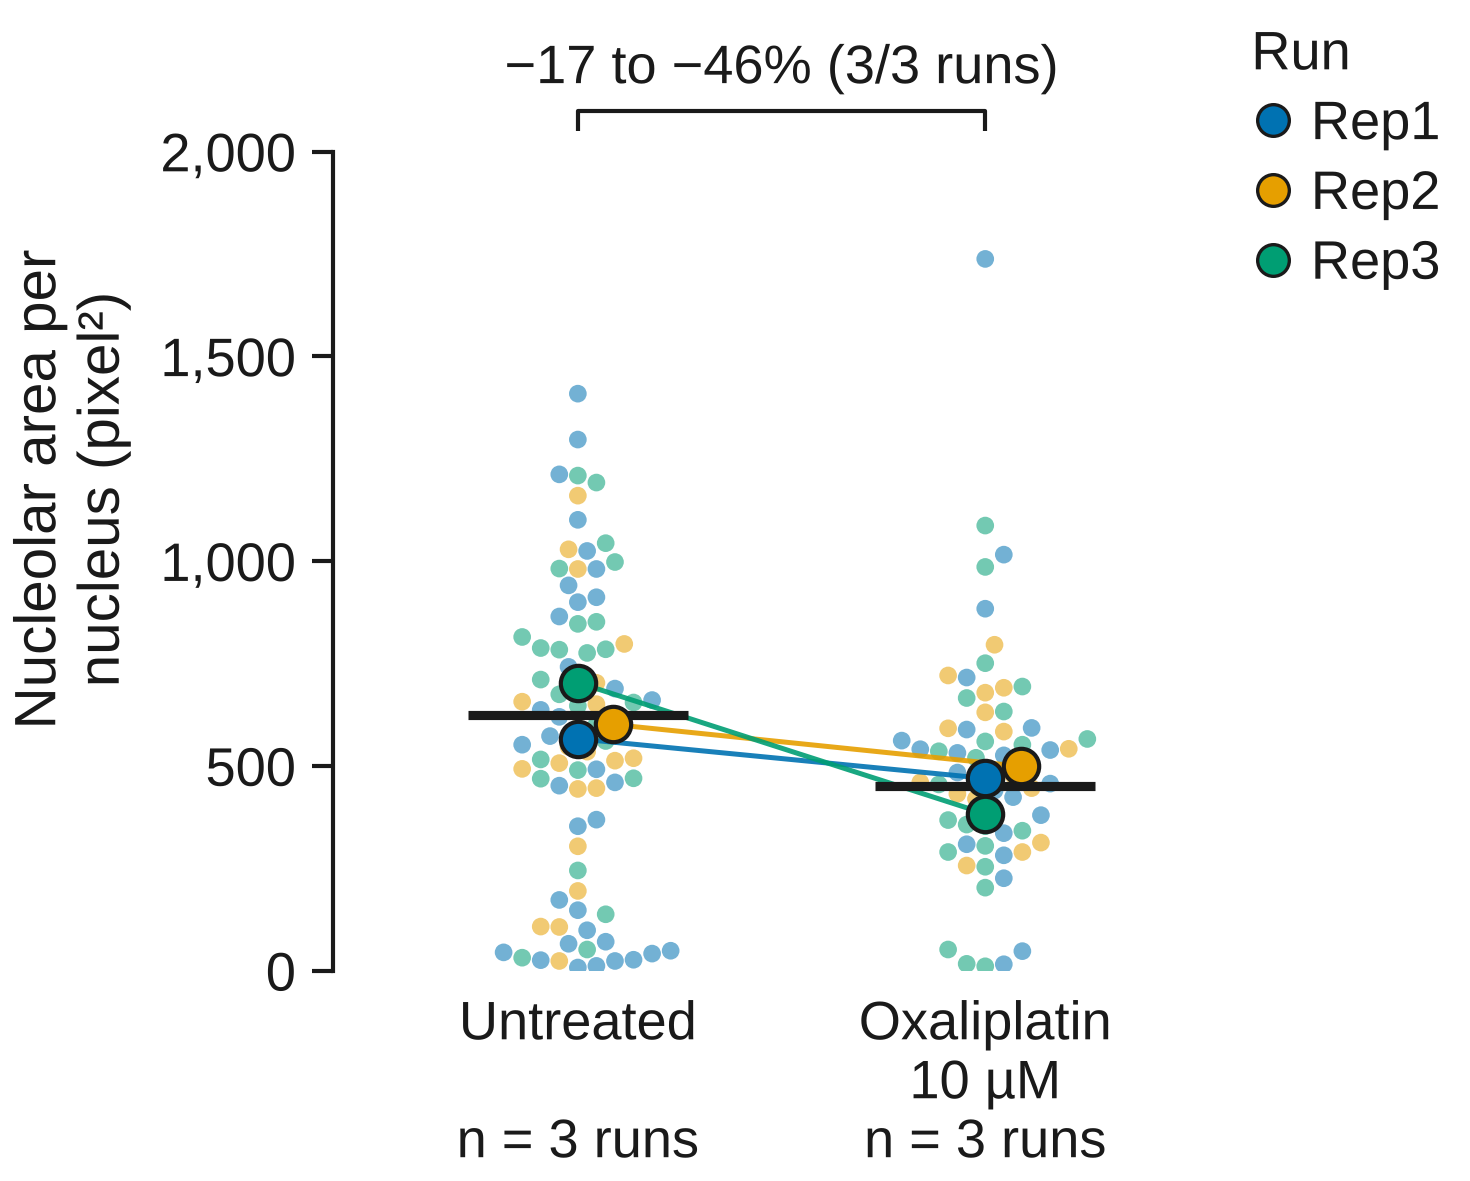 −17 to −46% (3/3 runs)
Run
Rep1
Rep2
Rep3
Nucleolar area per
nucleus (pixel²)
2,000
1,500
1,000
500
0
Untreated
n = 3 runs
Oxaliplatin
10 µM
n = 3 runs